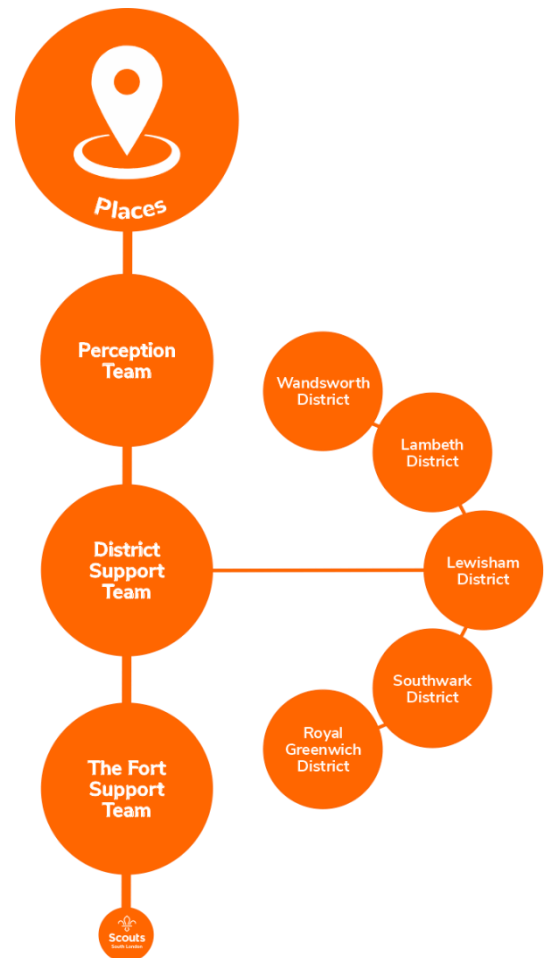 Places
Perception
Team
District
Support
Team
Wandsworth
District
Lambeth
District
Lewisham
District
Southwark
District
Royal
Greenwich
District
The Fort
Support
Team
Scouts
South London